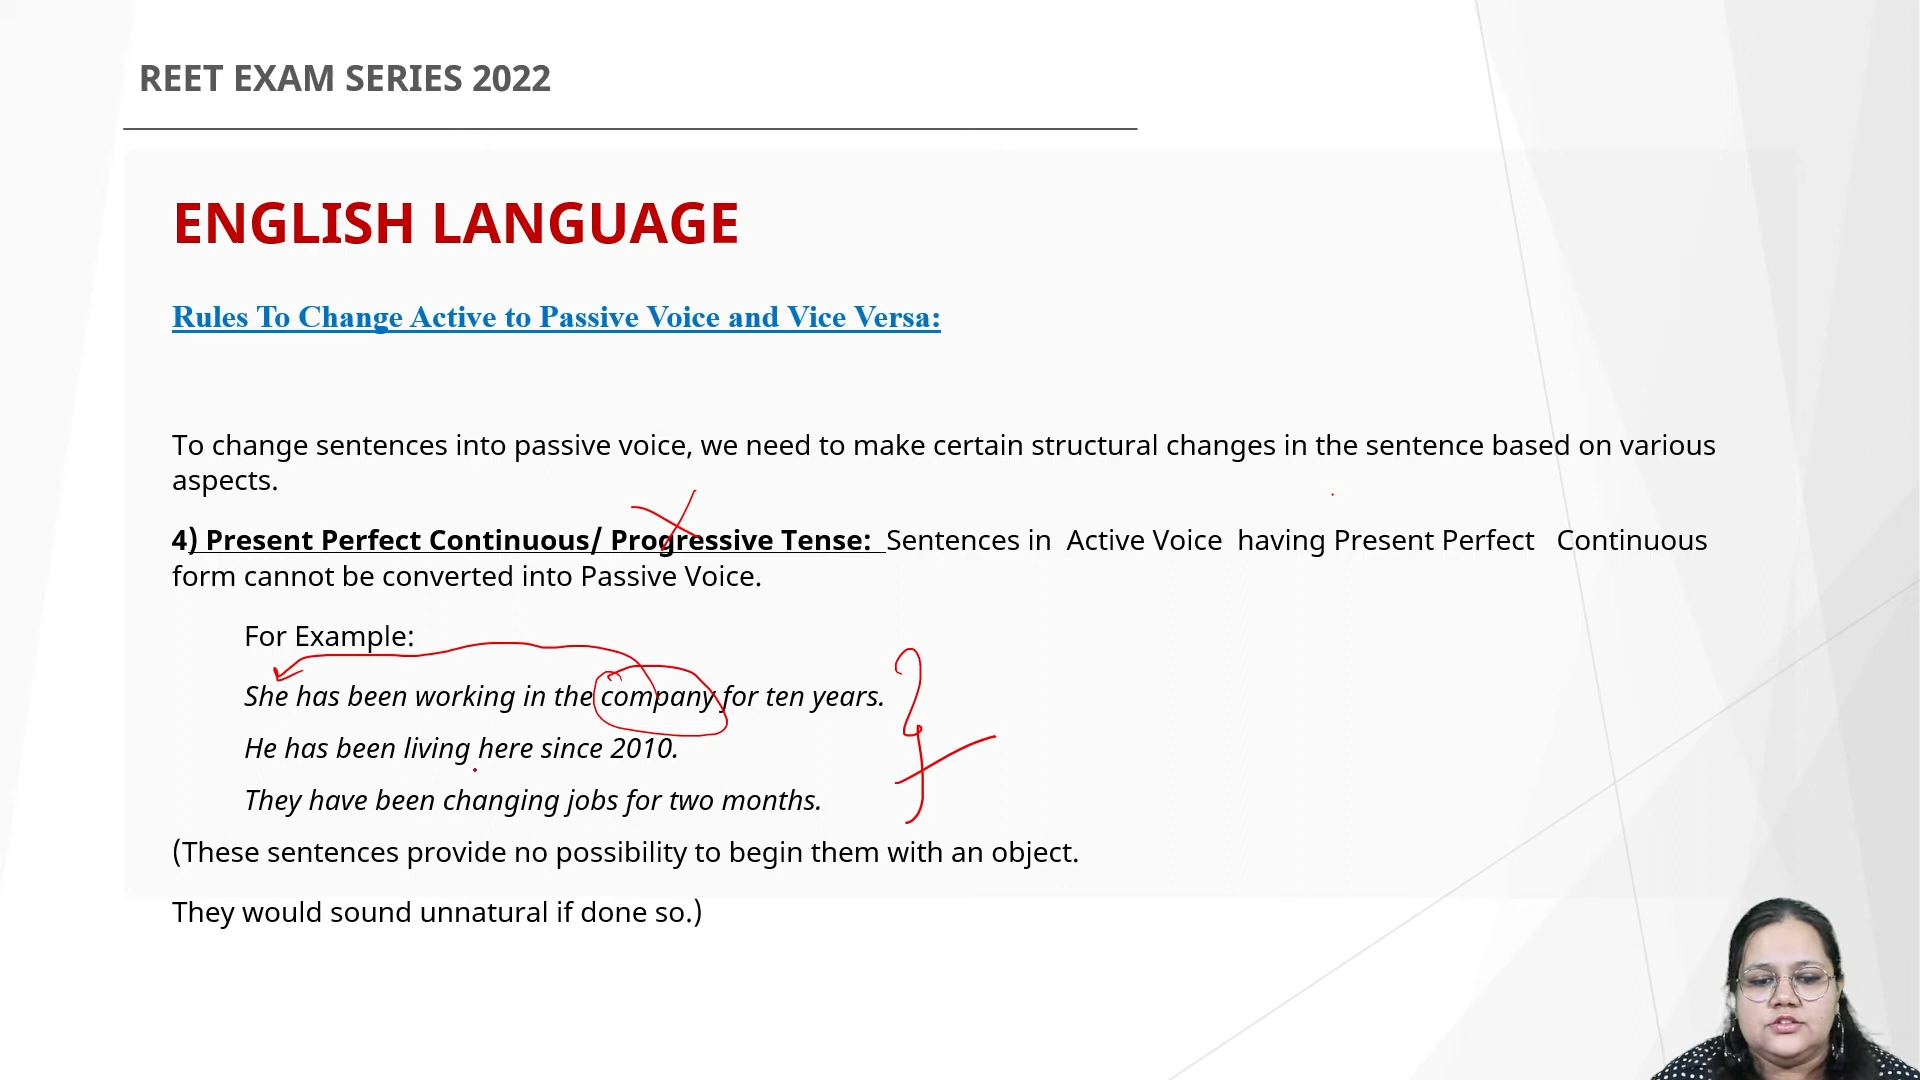 REET EXAM SERIES 2022
ENGLISH LANGUAGE
Rules To Change Active to Passive Voice and Vice Versa:
To change sentences into passive voice, we need to make certain structural changes in the sentence based on various
aspects.
4) Present Perfect Continuous/ Progressive Tense: Sentences in Active Voice having Present Perfect Continuous
form cannot be converted into Passive Voice.
For Example:
She has been working in the company for ten years.
He has been living here since 2010.
They have been changing jobs for two months.
(These sentences provide no possibility to begin them with an object.
They would sound unnatural if done so.)